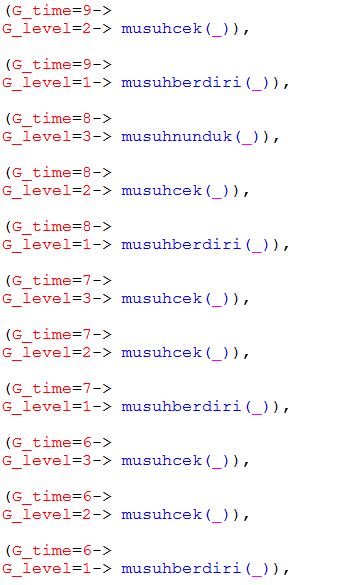 (G_time=9->
G_level=2-> musuhcek(_)),
(G_time=9->
G_level=1-> musuhberdiri(_)),
(G_time=8->
G_level=3-> musuhnunduk(_)),
(G_time=8->
G_level=2-> musuhcek(_)),
(G_time=8->
G_level=1-> musuhberdiri(_)),
(G_time=7->
G_level=3-> musuhcek(_)),
(G_time=7->
G_level=2-> musuhcek(_)),
(G_time=7->
G_level=1-> musuhberdiri(_)),
(G_time=6->
G_level=3-> musuhcek(_)),
(G_time=6->
G_level=2-> musuhcek(_)),
(G_time=6->
G_level=1-> musuhberdiri(_)),